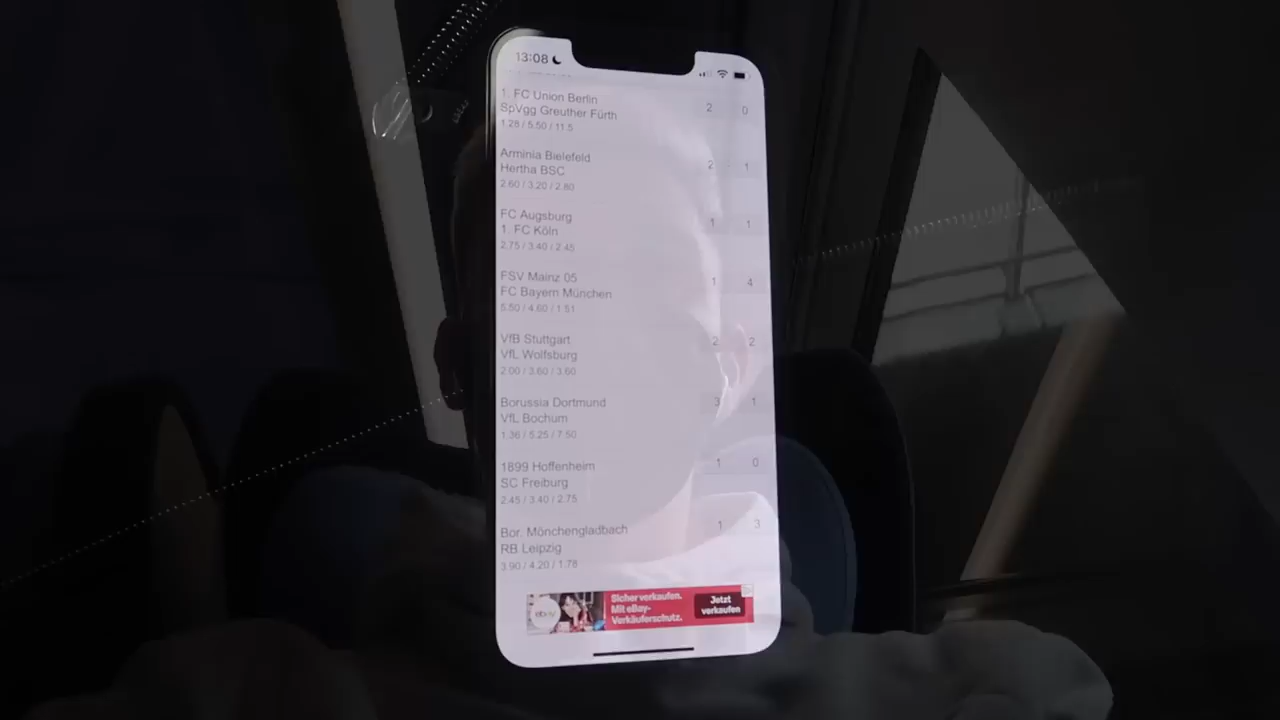 13:08
1. FC Union Berlin 2 0
SpVgg Greuther Fürth
1.28 / 5.50 / 11.5
Arminia Bielefeld 2 : 1
Hertha BSC
2.60 / 3.20 / 2.80
FC Augsburg 1 1
1. FC Köln
2.75 / 3.40 / 2.45
FSV Mainz 05 1 4
FC Bayern München
5.50 / 4.60 / 1.51
VfB Stuttgart 2 2
VfL Wolfsburg
2.00 / 3.60 / 3.60
Borussia Dortmund 3 1
VfL Bochum
1.36 / 5.25 / 7.50
1899 Hoffenheim 1 0
SC Freiburg
2.45 / 3.40 / 2.75
Bor. Mönchengladbach 1 3
RB Leipzig
3.90 / 4.20 / 1.78
ebay
Sicher verkaufen.
Mit eBay-
Verkäuferschutz.
Jetzt
verkaufen